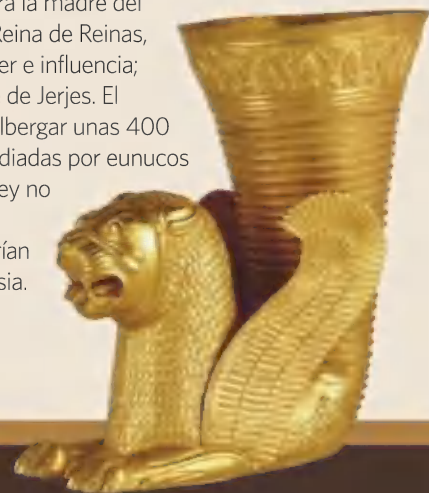 ra la madre del
Reina de Reinas,
er e influencia;
de Jerjes. El
lbergar unas 400
diadas por eunucos
ey no
rían
sia.